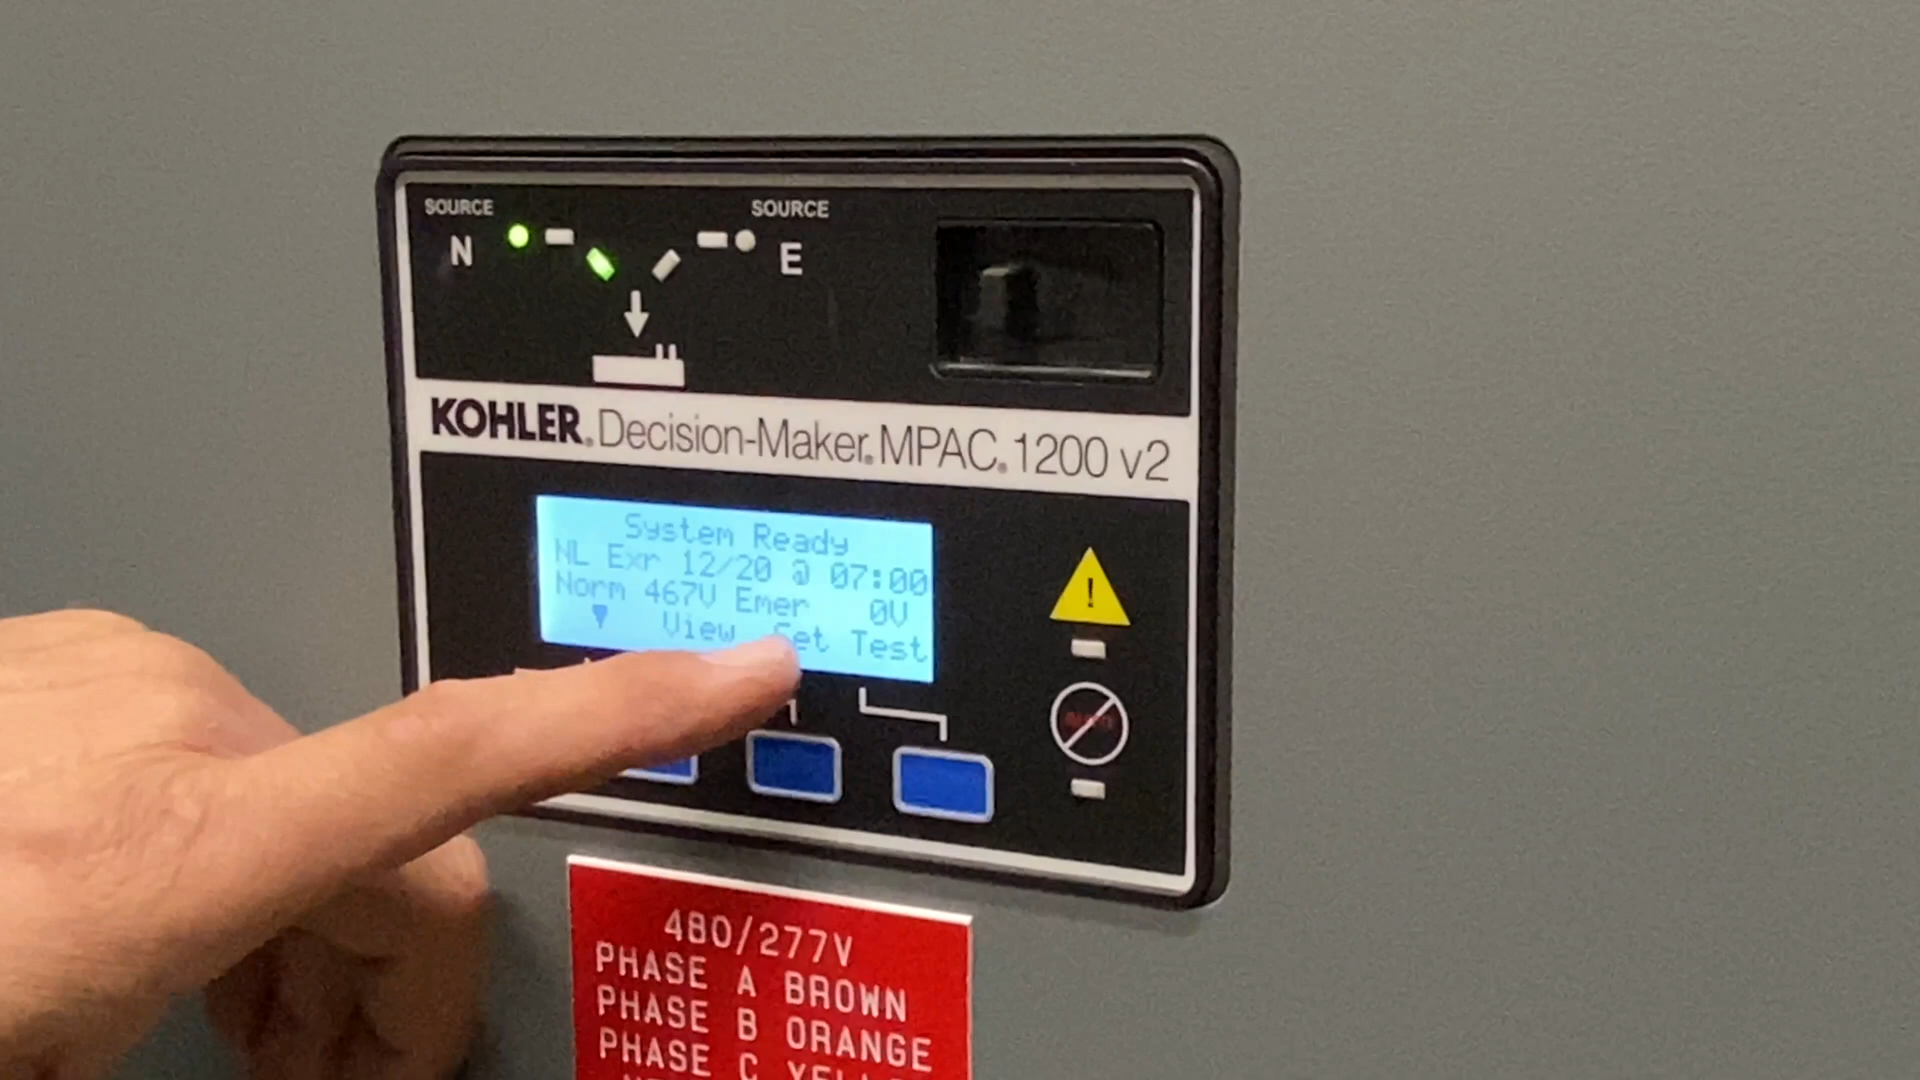 SOURCE
N
SOURCE
E
KOHLER® Decision-Maker® MPAC® 1200 v2
System Ready
NL Exr 12/20 @ 07:00
Norm 467V Emer 0V
▼ View Set Test
!
480/277V
PHASE A BROWN
PHASE B ORANGE
PHASE C